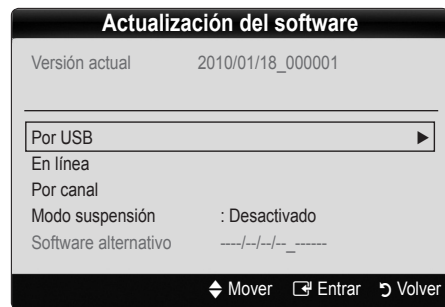 Actualización del software
Versión actual 2010/01/18_000001
Por USB ►
En línea
Por canal
Modo suspensión : Desactivado
Software alternativo ----/--/--/--_------
Mover Entrar Volver